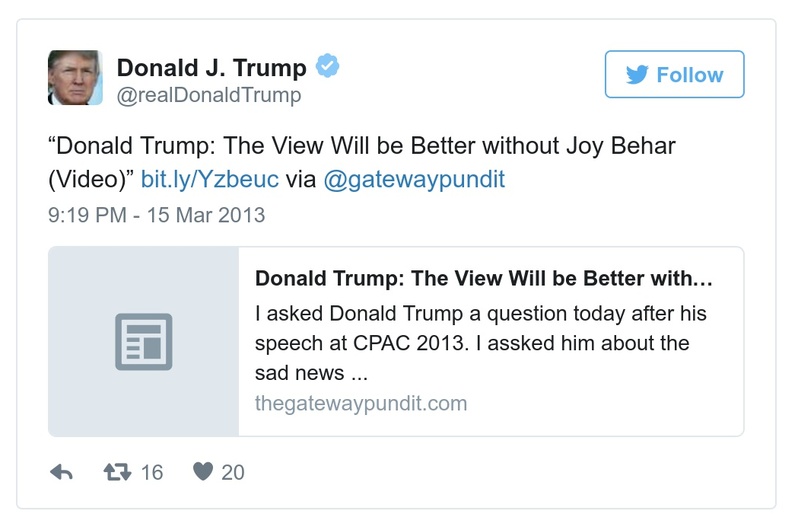 Donald J. Trump
@realDonaldTrump
Follow
“Donald Trump: The View Will be Better without Joy Behar
(Video)” bit.ly/Yzbeuc via @gatewaypundit
9:19 PM - 15 Mar 2013
Donald Trump: The View Will be Better with...
I asked Donald Trump a question today after his
speech at CPAC 2013. I assked him about the
sad news ...
thegatewaypundit.com
16
20